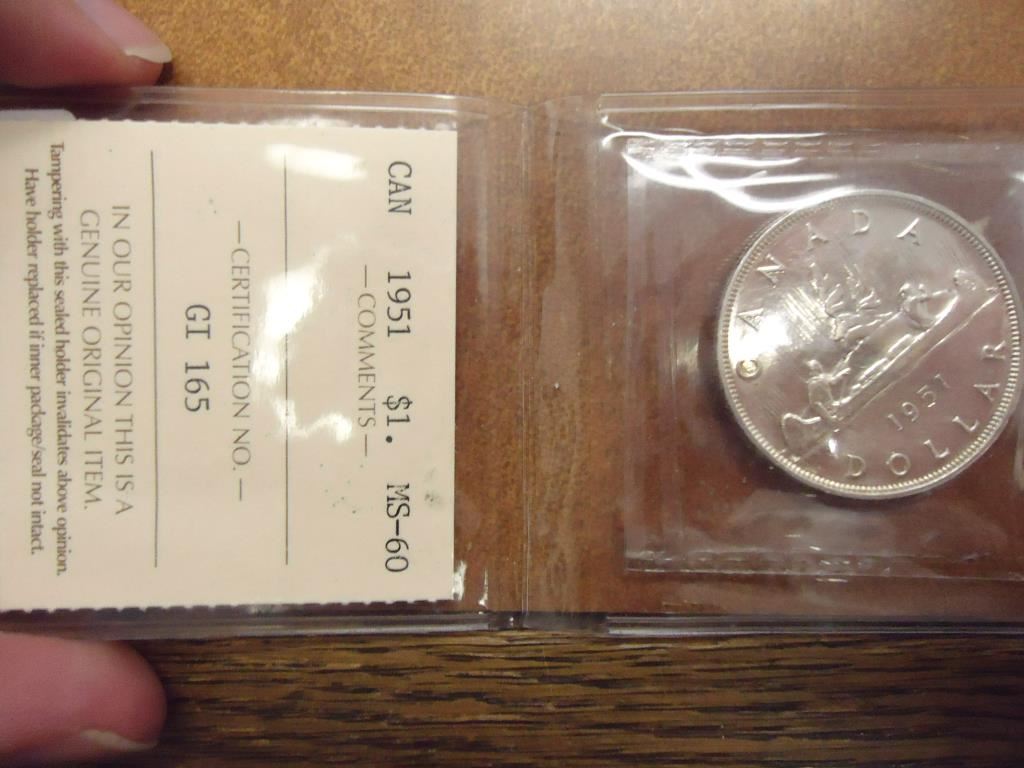 CAN 1951 $1. MS-60
—COMMENTS—
—CERTIFICATION NO.—
GI 165
IN OUR OPINION THIS IS A
GENUINE ORIGINAL ITEM.
Tampering with this sealed holder invalidates above opinion.
Have holder replaced if inner package/seal not intact.
CANADA
1951
DOLLAR